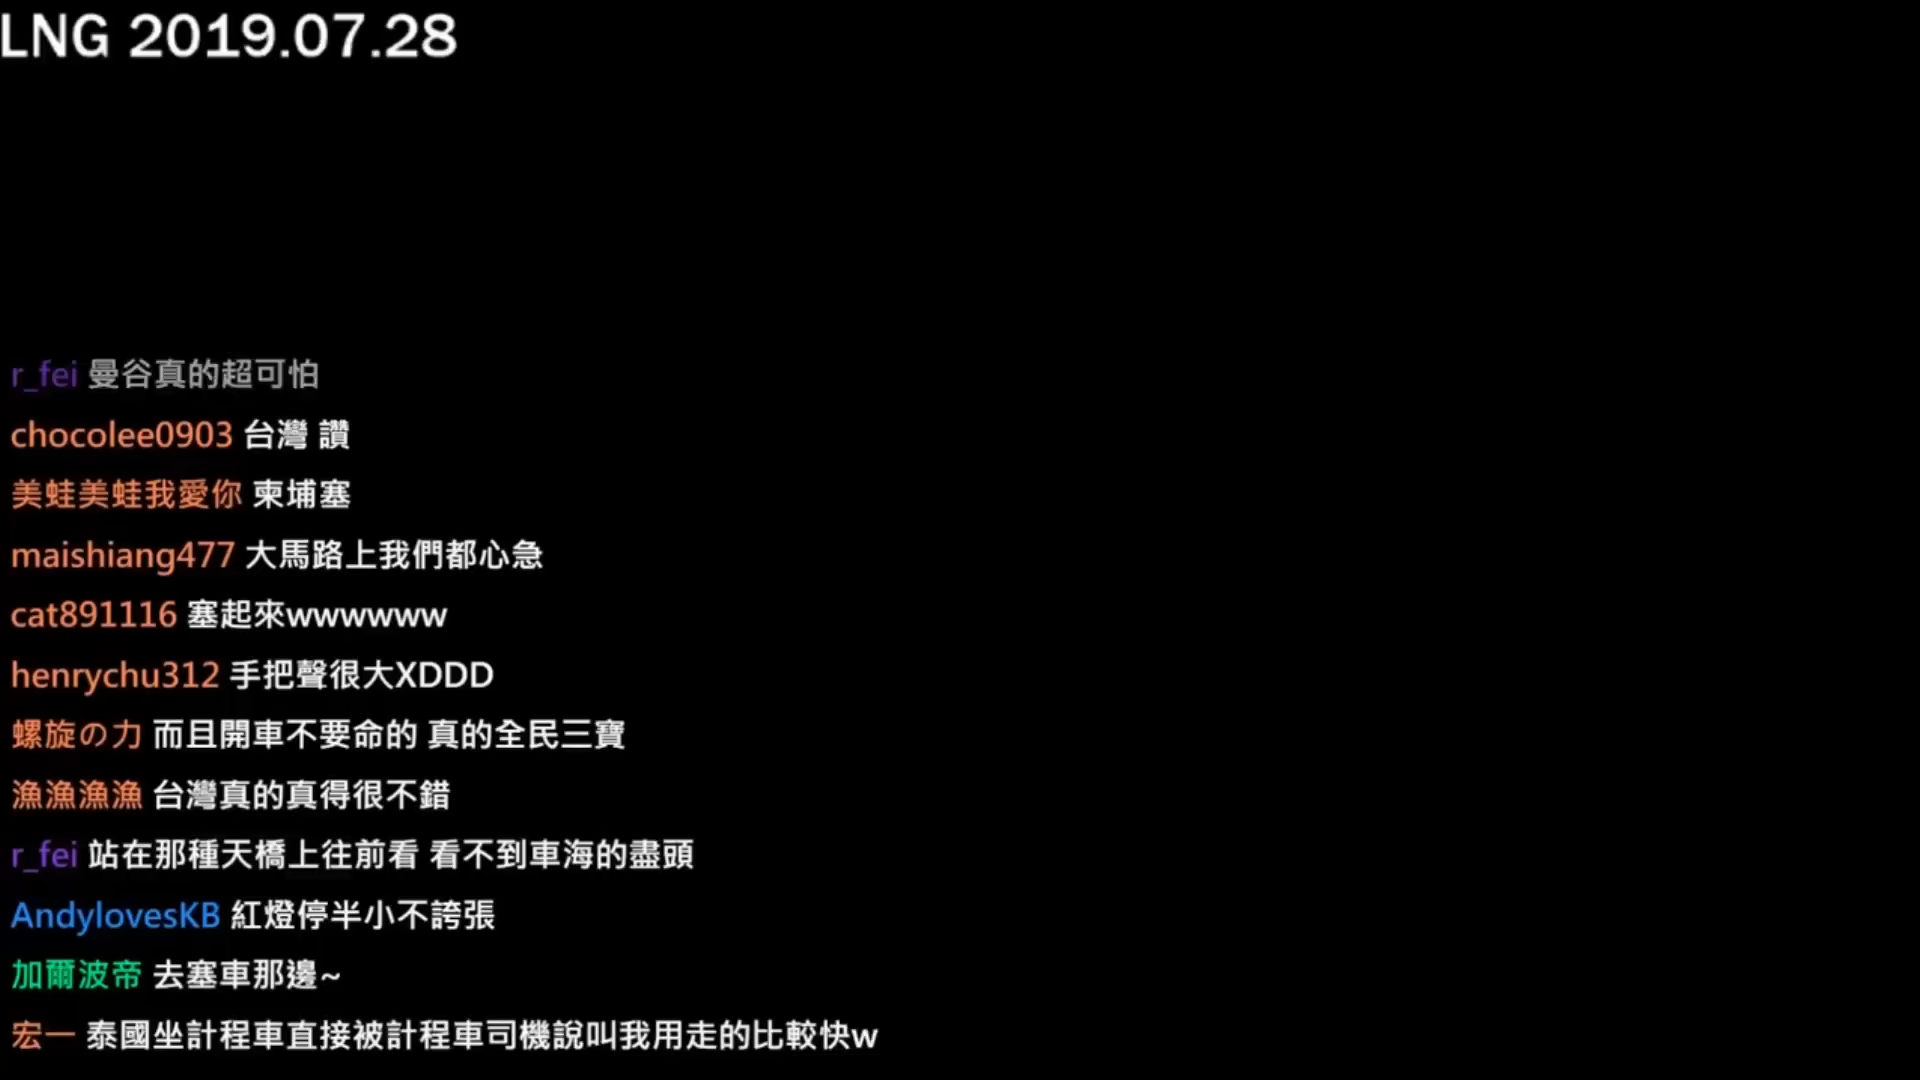 LNG 2019.07.28
r_fei 曼谷真的超可怕
chocolee0903 台灣 讚
美蛙美蛙我愛你 柬埔塞
maishiang477 大馬路上我們都心急
cat891116 塞起來wwwwww
henrychu312 手把聲很大XDDD
螺旋の力 而且開車不要命的 真的全民三寶
漁漁漁漁 台灣真的真得很不錯
r_fei 站在那種天橋上往前看 看不到車海的盡頭
AndylovesKB 紅燈停半小不誇張
加爾波帝 去塞車那邊~
宏一 泰國坐計程車直接被計程車司機說叫我用走的比較快w